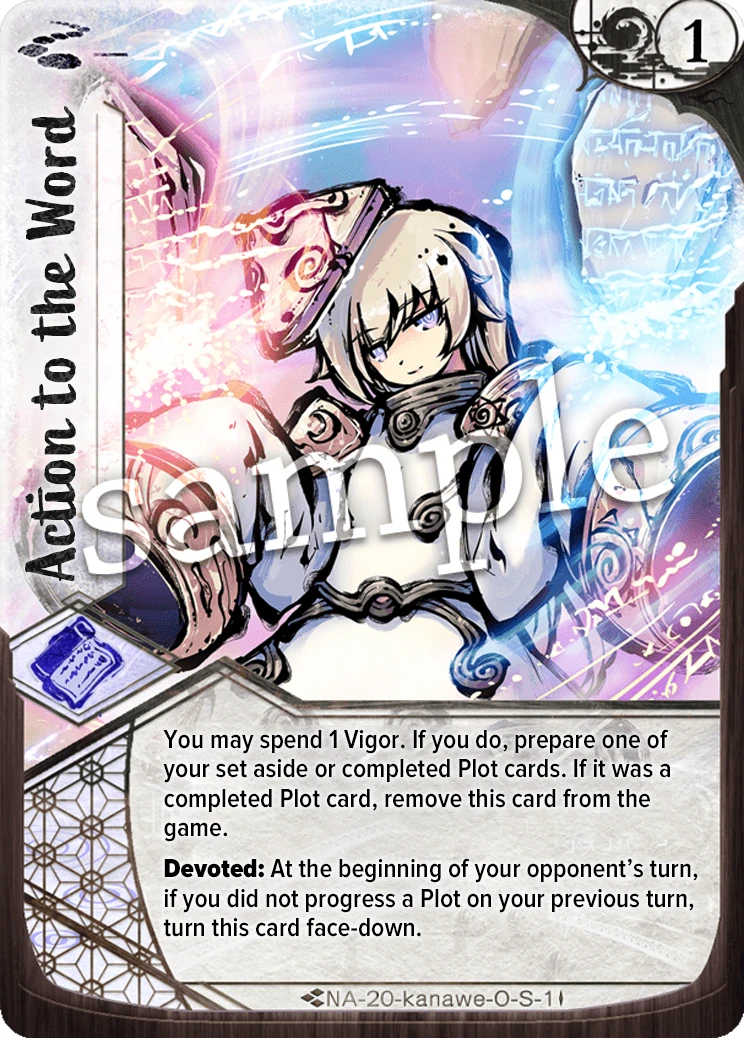 1
Action to the Word
sample
You may spend 1 Vigor. If you do, prepare one of
your set aside or completed Plot cards. If it was a
completed Plot card, remove this card from the
game.
Devoted: At the beginning of your opponent’s turn,
if you did not progress a Plot on your previous turn,
turn this card face-down.
NA-20-kanawe-O-S-1